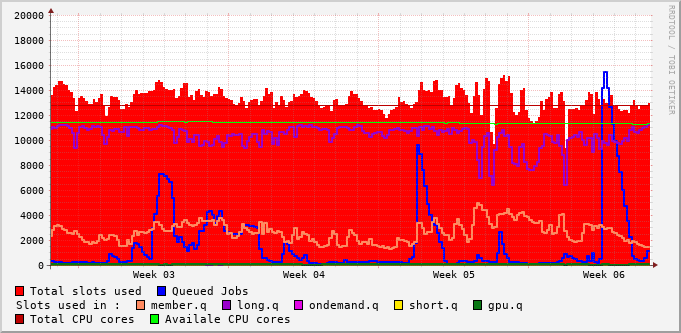 20000
18000
16000
14000
12000
10000
8000
6000
4000
2000
0
Week 03 Week 04 Week 05 Week 06
RRDTOOL / TOBI OETIKER
Total slots used Queued Jobs
Slots used in : member.q long.q ondemand.q short.q gpu.q
Total CPU cores Availale CPU cores